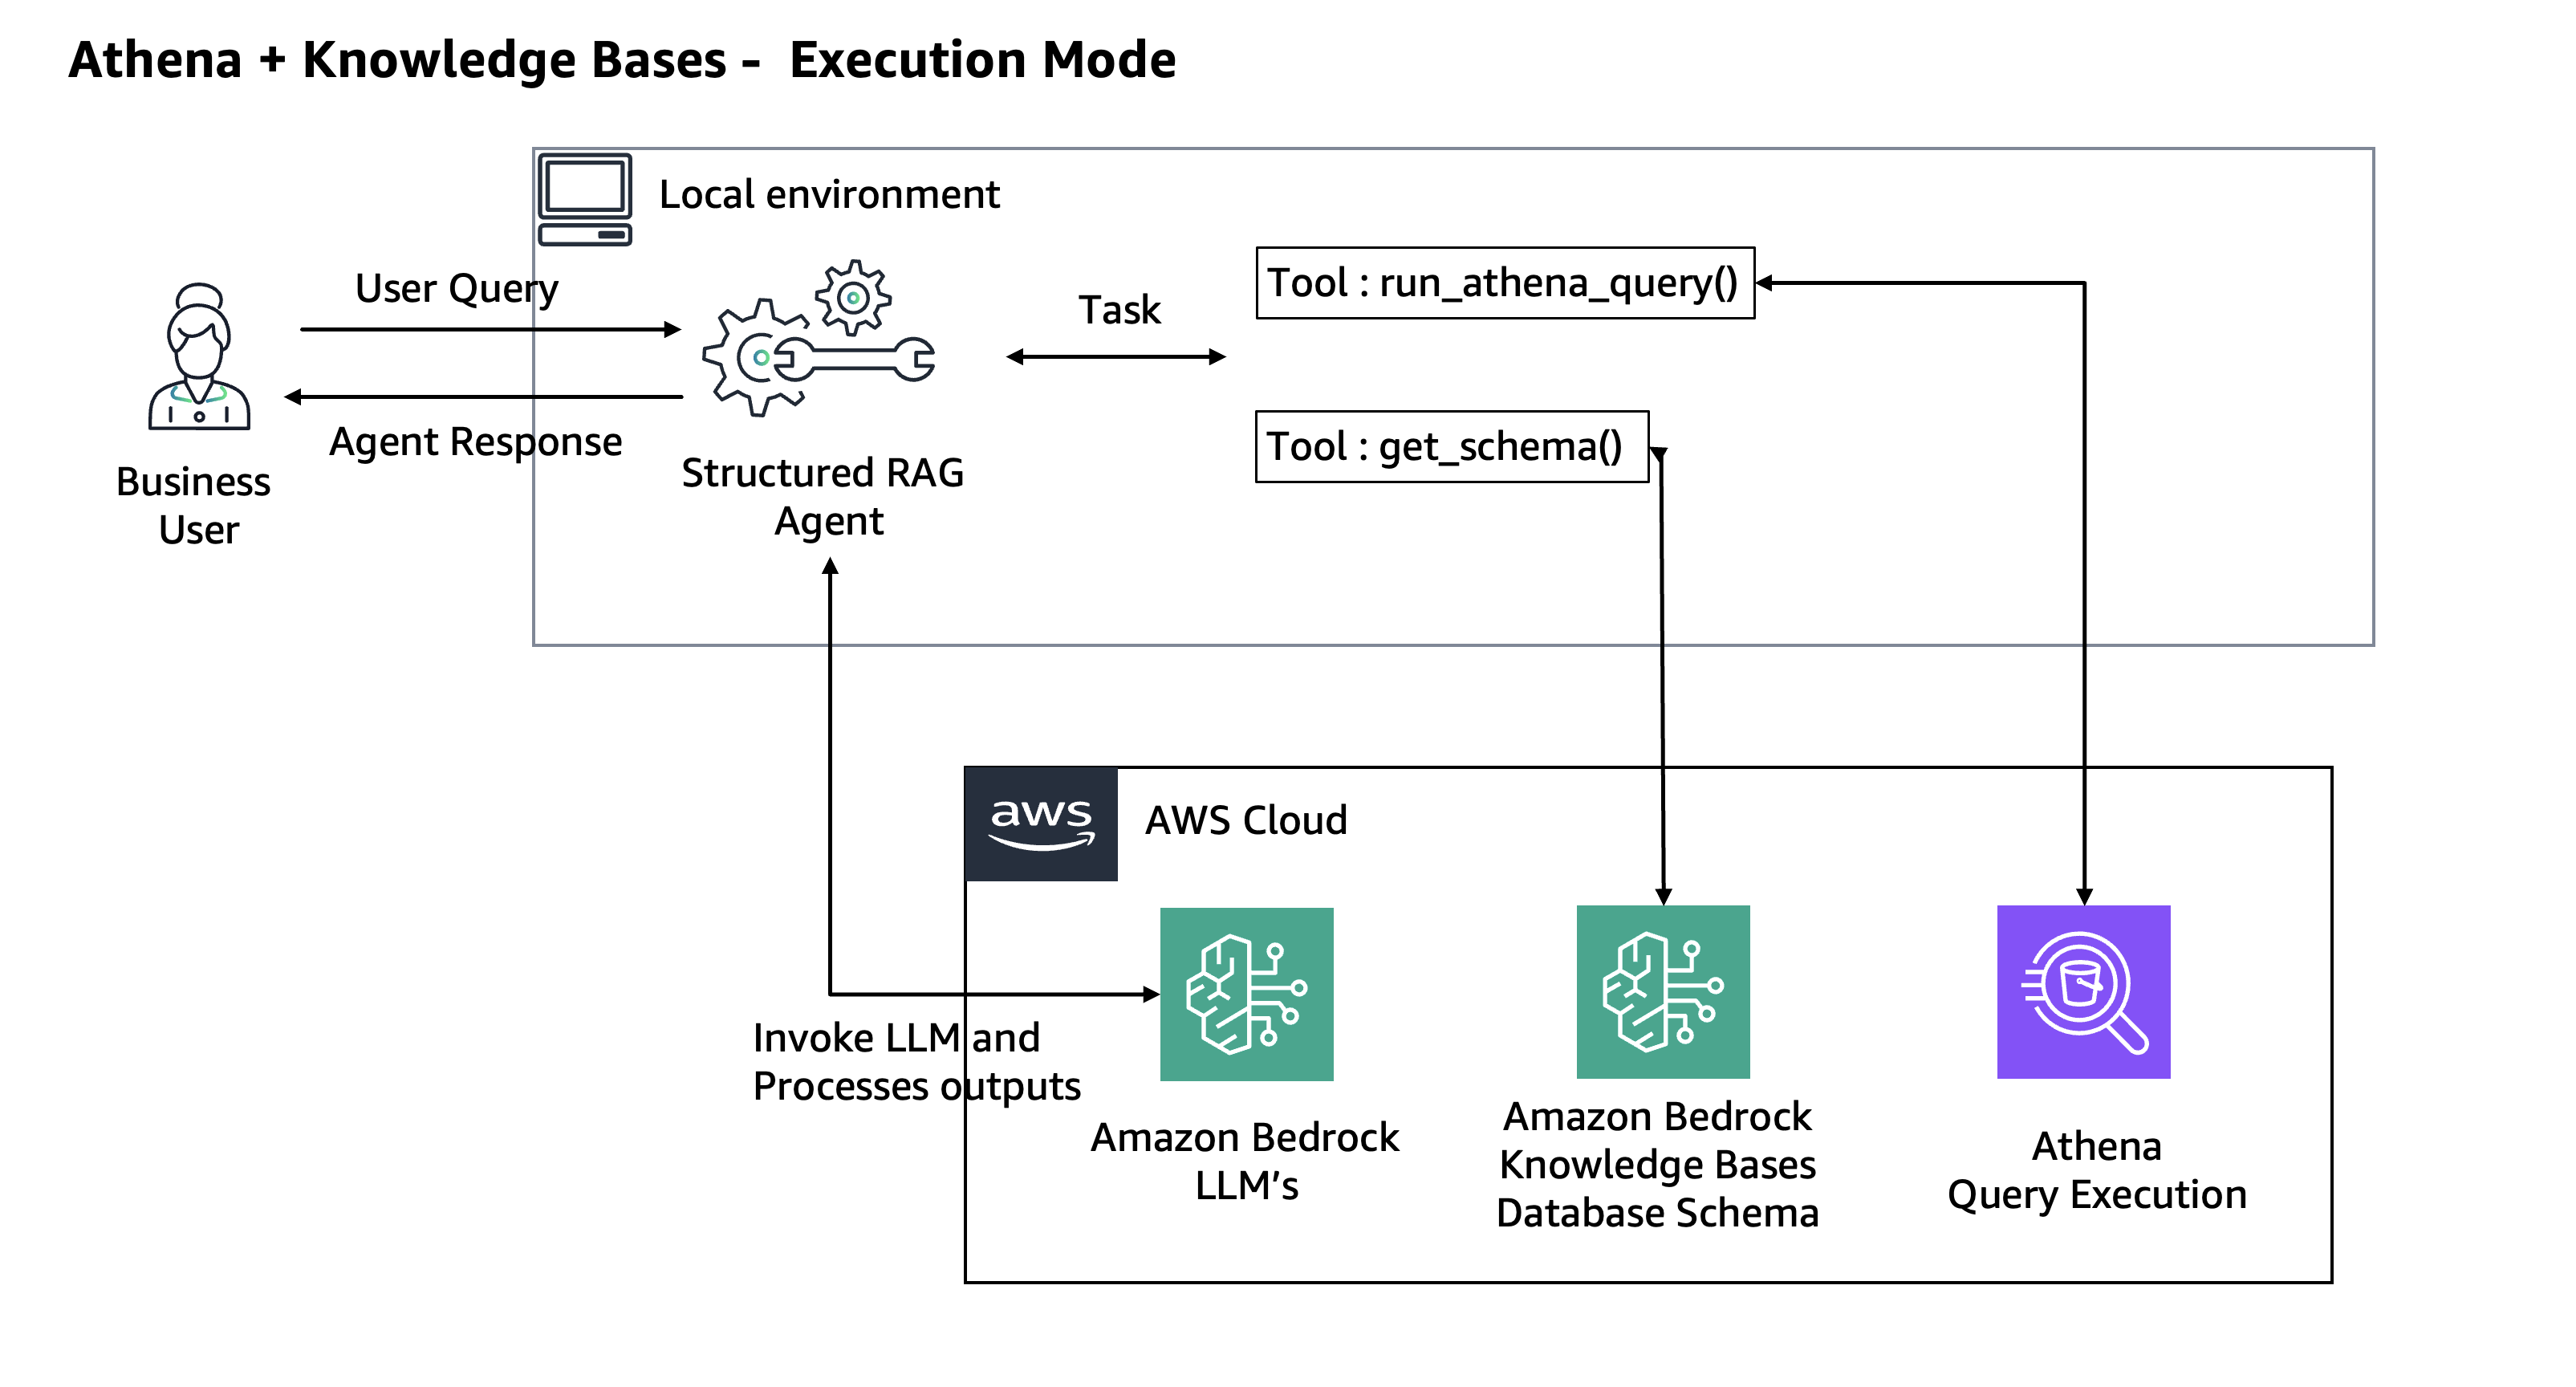 Athena + Knowledge Bases - Execution Mode
Local environment
User Query
Agent Response
Business
User
Structured RAG
Agent
Task
Tool : run_athena_query()
Tool : get_schema()
aws
AWS Cloud
Invoke LLM and
Processes outputs
Amazon Bedrock
LLM’s
Amazon Bedrock
Knowledge Bases
Database Schema
Athena
Query Execution